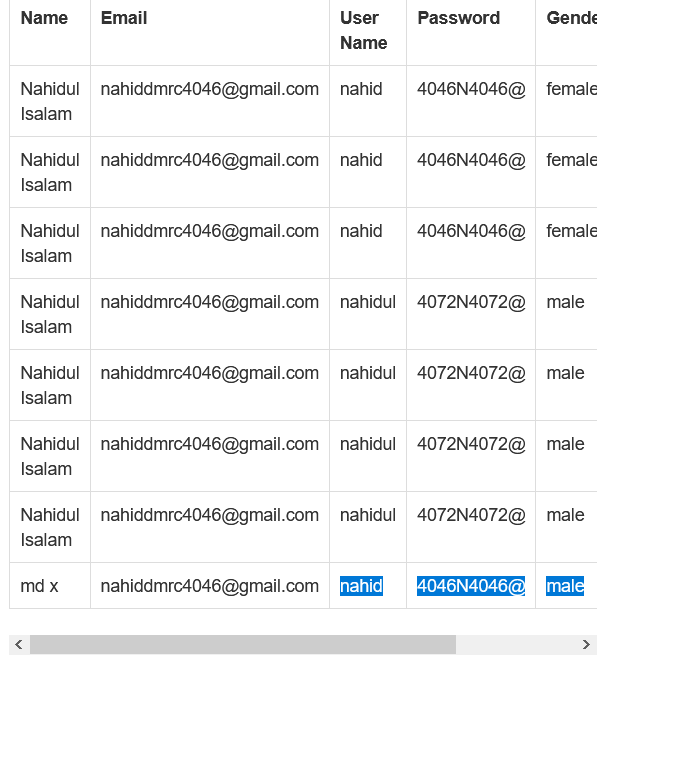 Name Email User Name Password Gende
Nahidul Isalam nahiddmrc4046@gmail.com nahid 4046N4046@ female
Nahidul Isalam nahiddmrc4046@gmail.com nahid 4046N4046@ female
Nahidul Isalam nahiddmrc4046@gmail.com nahid 4046N4046@ female
Nahidul Isalam nahiddmrc4046@gmail.com nahidul 4072N4072@ male
Nahidul Isalam nahiddmrc4046@gmail.com nahidul 4072N4072@ male
Nahidul Isalam nahiddmrc4046@gmail.com nahidul 4072N4072@ male
Nahidul Isalam nahiddmrc4046@gmail.com nahidul 4072N4072@ male
md x nahiddmrc4046@gmail.com nahid 4046N4046@ male